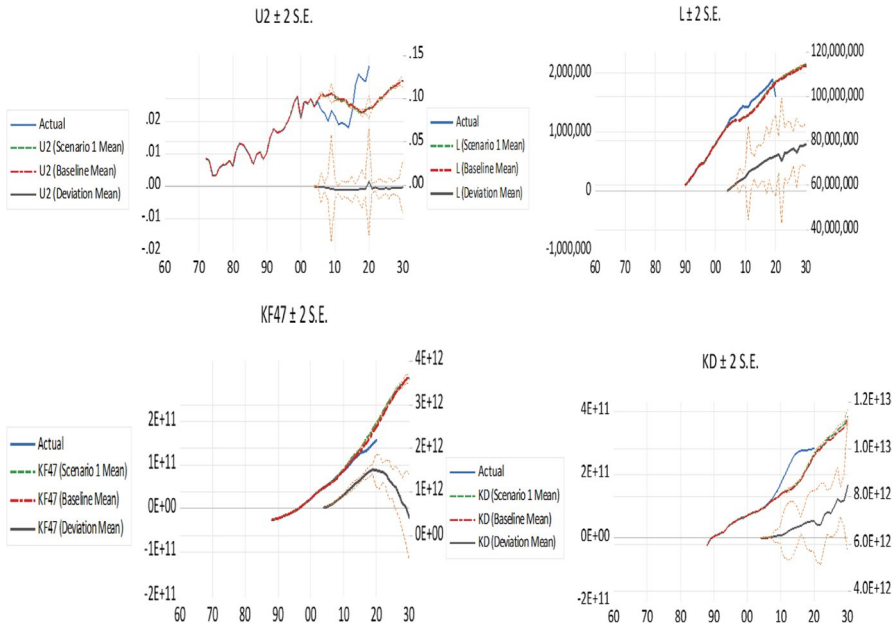 U2 ± 2 S.E.
.15
.10
.05
.00
.02
.01
.00
-.01
-.02
60 70 80 90 00 10 20 30
Actual
U2 (Scenario 1 Mean)
U2 (Baseline Mean)
U2 (Deviation Mean)
L ± 2 S.E.
120,000,000
100,000,000
80,000,000
60,000,000
40,000,000
2,000,000
1,000,000
0
-1,000,000
60 70 80 90 00 10 20 30
Actual
L (Scenario 1 Mean)
L (Baseline Mean)
L (Deviation Mean)
KF47 ± 2 S.E.
4E+12
3E+12
2E+12
1E+12
0E+00
2E+11
1E+11
0E+00
-1E+11
-2E+11
60 70 80 90 00 10 20 30
Actual
KF47 (Scenario 1 Mean)
KF47 (Baseline Mean)
KF47 (Deviation Mean)
KD ± 2 S.E.
1.2E+13
1.0E+13
8.0E+12
6.0E+12
4.0E+12
4E+11
2E+11
0E+00
-2E+11
60 70 80 90 00 10 20 30
Actual
KD (Scenario 1 Mean)
KD (Baseline Mean)
KD (Deviation Mean)